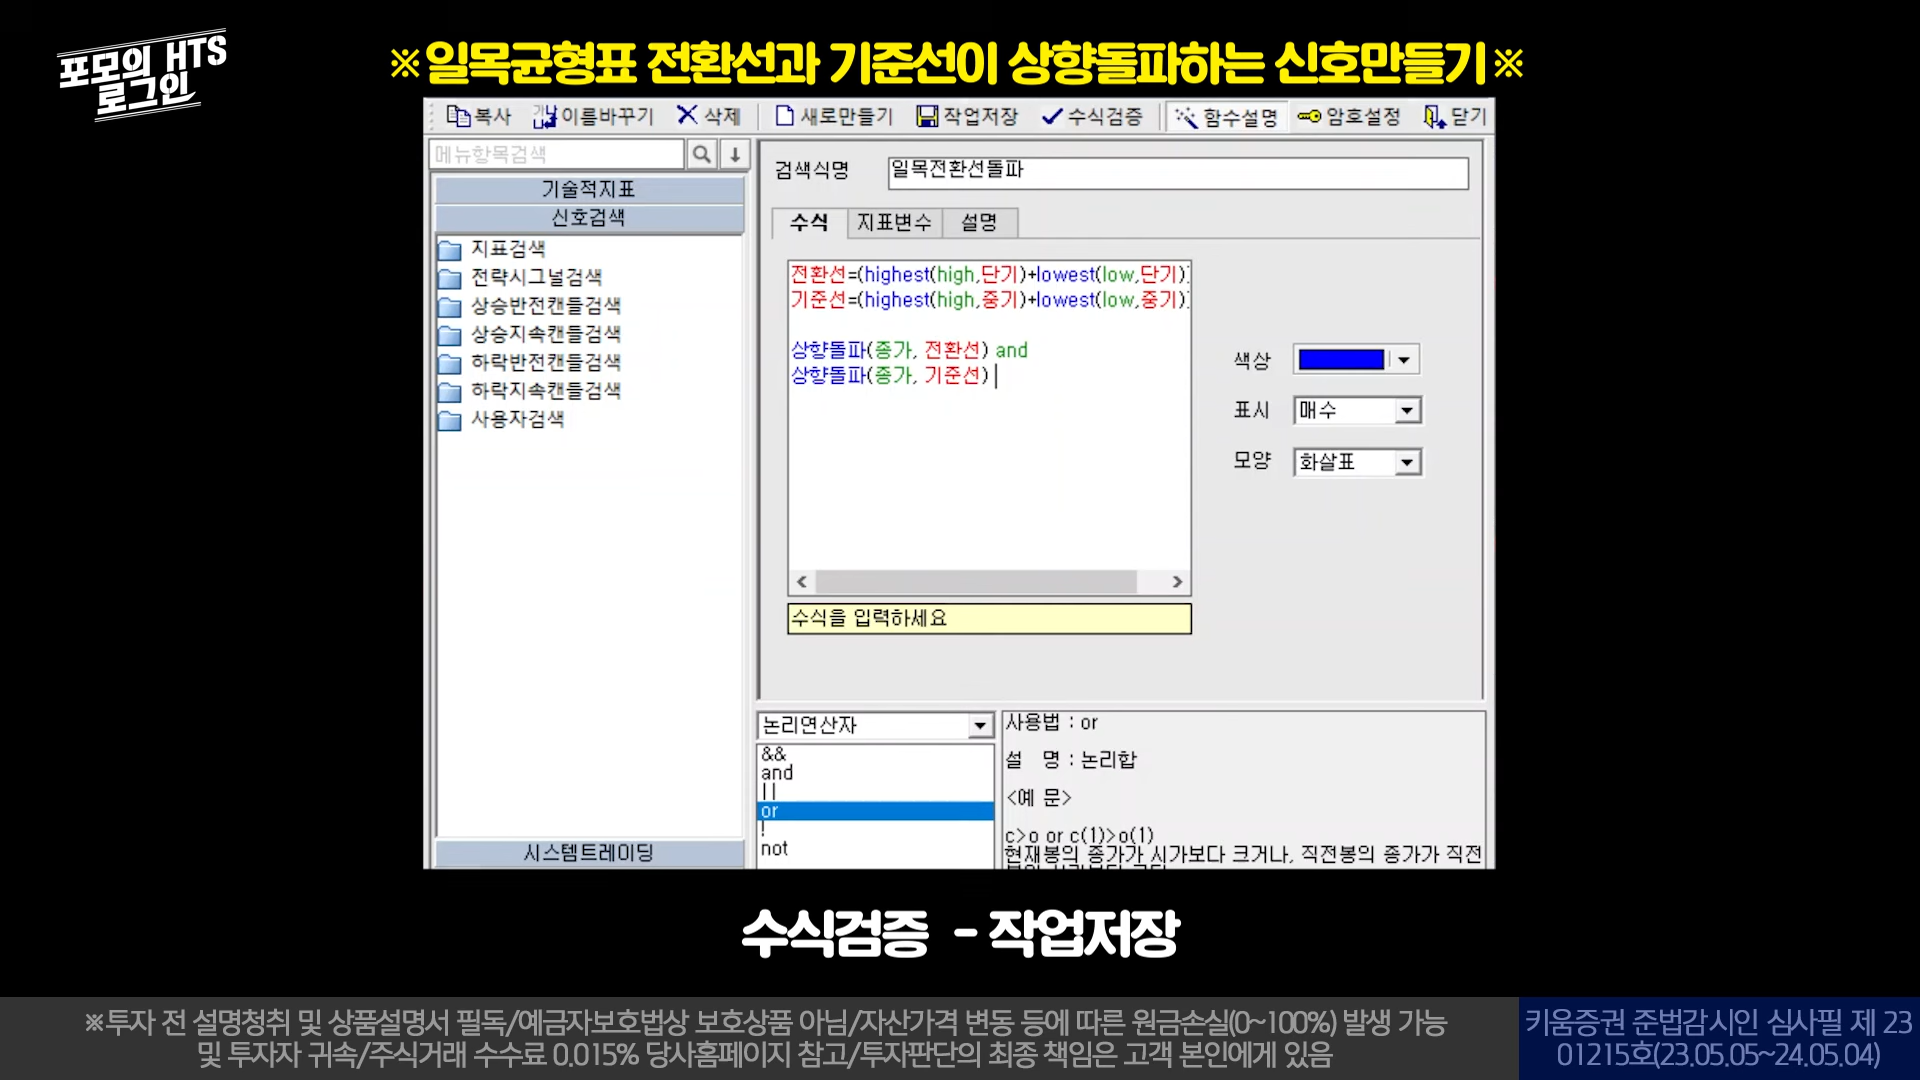 포모의 HTS
로그인
※일목균형표 전환선과 기준선이 상향돌파하는 신호만들기※
복사 이름바꾸기 삭제 새로만들기 작업저장 수식검증 함수설명 암호설정 닫기
메뉴항목검색
기술적지표
신호검색
지표검색
전략시그널검색
상승반전캔들검색
상승지속캔들검색
하락반전캔들검색
하락지속캔들검색
사용자검색
시스템트레이딩
검색식명 일목전환선돌파
수식 지표변수 설명
전환선=(highest(high,단기)+lowest(low,단기)
기준선=(highest(high,중기)+lowest(low,중기)
상향돌파(종가, 전환선) and
상향돌파(종가, 기준선)
수식을 입력하세요
색상
표시 매수
모양 화살표
논리연산자
&&
and
||
or
!
not
사용법 : or
설 명 : 논리합
<예 문>
c>o or c(1)>o(1)
현재봉의 종가가 시가보다 크거나, 직전봉의 종가가 직전
수식검증 - 작업저장
※투자 전 설명청취 및 상품설명서 필독/예금자보호법상 보호상품 아님/자산가격 변동 등에 따른 원금손실(0~100%) 발생 가능
및 투자자 귀속/주식거래 수수료 0.015% 당사홈페이지 참고/투자판단의 최종 책임은 고객 본인에게 있음
키움증권 준법감시인 심사필 제 23
01215호(23.05.05~24.05.04)